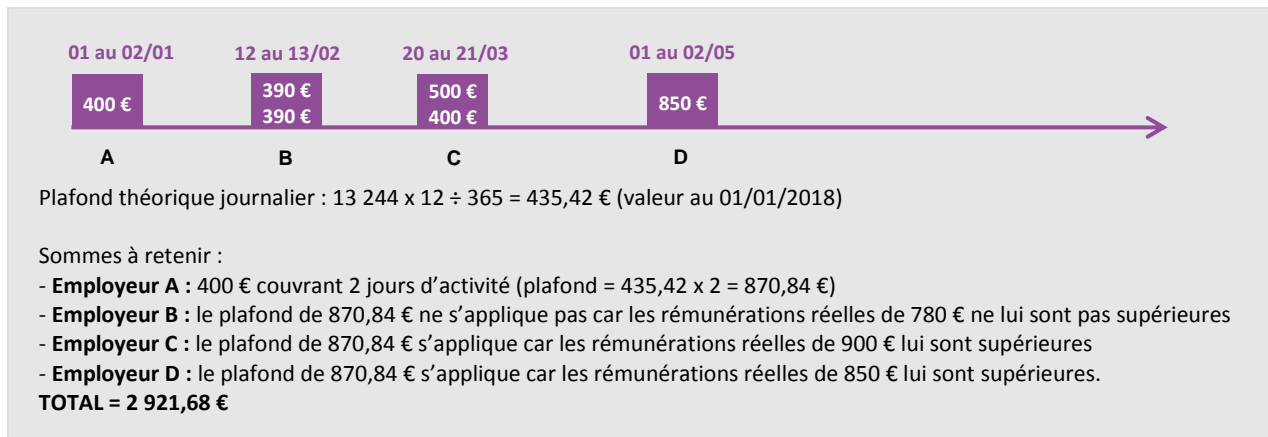 01 au 02/01 12 au 13/02 20 au 21/03 01 au 02/05
400 € 390 € 500 € 850 €
390 € 400 €
A B C D
Plafond théorique journalier : 13 244 x 12 ÷ 365 = 435,42 € (valeur au 01/01/2018)
Sommes à retenir :
- Employeur A : 400 € couvrant 2 jours d’activité (plafond = 435,42 x 2 = 870,84 €)
- Employeur B : le plafond de 870,84 € ne s’applique pas car les rémunérations réelles de 780 € ne lui sont pas supérieures
- Employeur C : le plafond de 870,84 € s’applique car les rémunérations réelles de 900 € lui sont supérieures
- Employeur D : le plafond de 870,84 € s’applique car les rémunérations réelles de 850 € lui sont supérieures.
TOTAL = 2 921,68 €